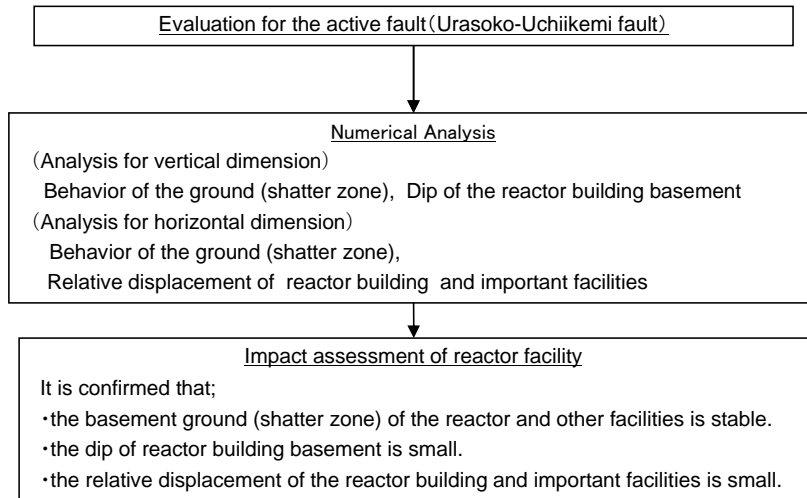 Evaluation for the active fault（Urasoko-Uchiikemi fault）
Numerical Analysis
（Analysis for vertical dimension）
Behavior of the ground (shatter zone), Dip of the reactor building basement
（Analysis for horizontal dimension）
Behavior of the ground (shatter zone),
Relative displacement of reactor building and important facilities
Impact assessment of reactor facility
It is confirmed that;
・the basement ground (shatter zone) of the reactor and other facilities is stable.
・the dip of reactor building basement is small.
・the relative displacement of the reactor building and important facilities is small.